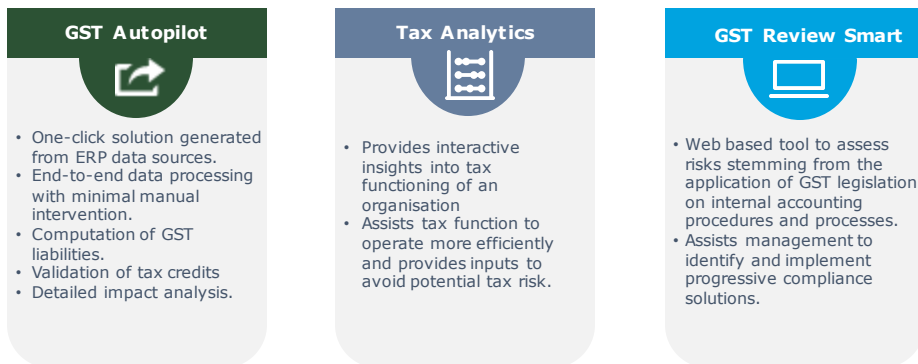 GST Autopilot
• One-click solution generated
from ERP data sources.
• End-to-end data processing
with minimal manual
intervention.
• Computation of GST
liabilities.
• Validation of tax credits
• Detailed impact analysis.
Tax Analytics
• Provides interactive
insights into tax
functioning of an
organisation
• Assists tax function to
operate more efficiently
and provides inputs to
avoid potential tax risk.
GST Review Smart
• Web based tool to assess
risks stemming from the
application of GST legislation
on internal accounting
procedures and processes.
• Assists management to
identify and implement
progressive compliance
solutions.